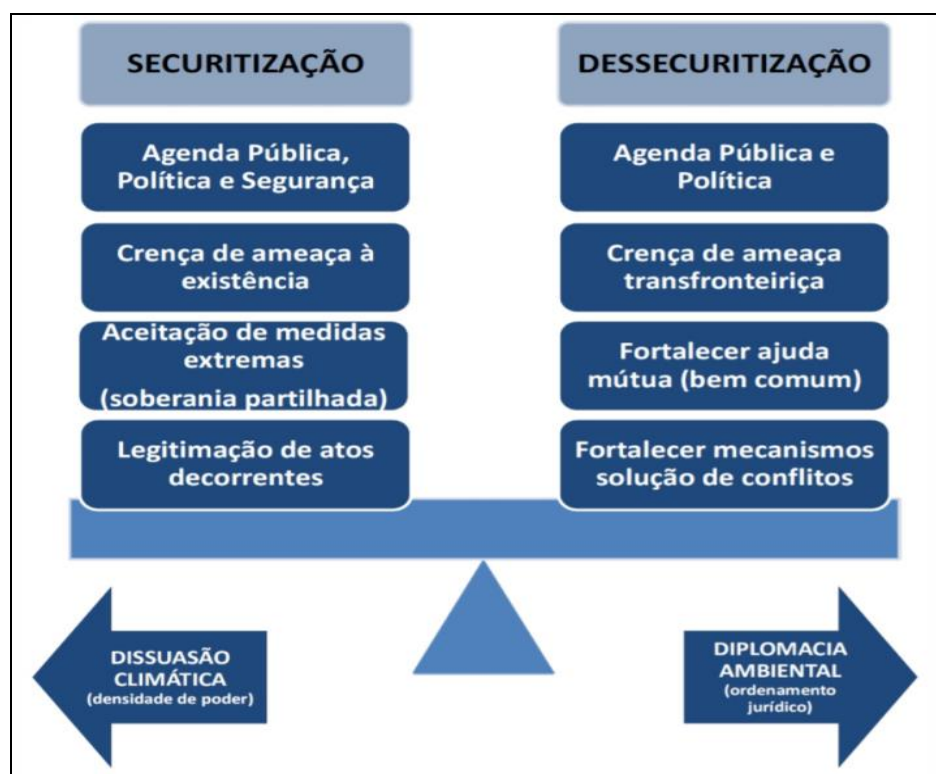 SECURITIZAÇÃO
Agenda Pública,
Política e Segurança
Crença de ameaça à
existência
Aceitação de medidas
extremas
(soberania partilhada)
Legitimação de atos
decorrentes
DESSECURITIZAÇÃO
Agenda Pública e
Política
Crença de ameaça
transfronteiriça
Fortalecer ajuda
mútua (bem comum)
Fortalecer mecanismos
solução de conflitos
DISSUASÃO
CLIMÁTICA
(densidade de poder)
DIPLOMACIA
AMBIENTAL
(ordenamento
jurídico)